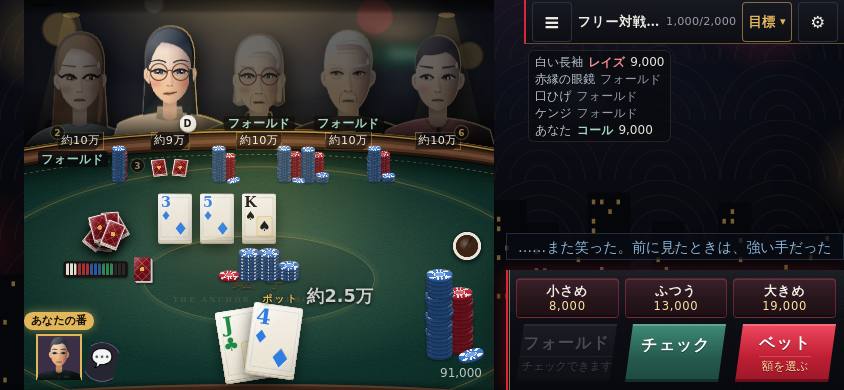 フリー対戦…
1,000/2,000
目標 ▾
白い長袖 レイズ 9,000
赤縁の眼鏡 フォールド
口ひげ フォールド
ケンジ フォールド
あなた コール 9,000
D
フォールド
フォールド
2
約10万
約9万
約10万
約10万
約10万
6
フォールド
3
3
5
K
THE ANCHOR
ポット 約2.5万
J
4
あなたの番
91,000
……また笑った。前に見たときは、強い手だった
小さめ
8,000
ふつう
13,000
大きめ
19,000
フォールド
チェックできます
チェック
ベット
額を選ぶ